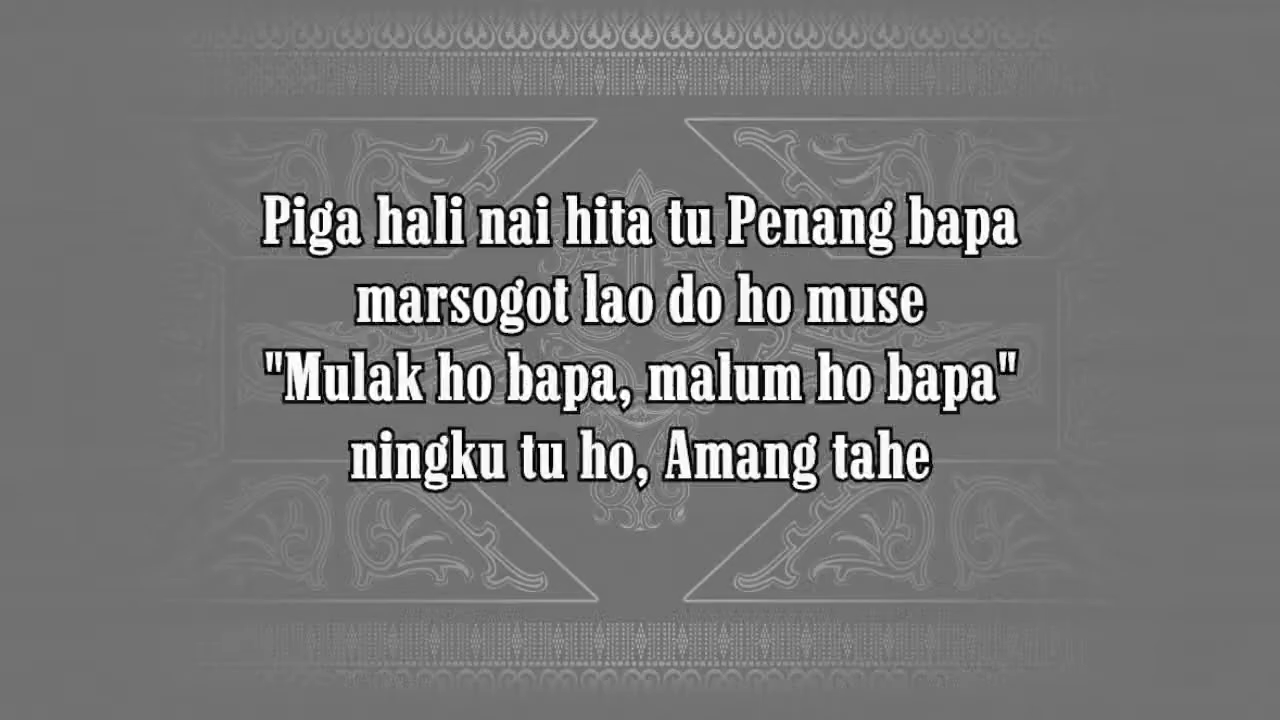 Piga hali nai hita tu Penang bapa
marsogot lao do ho muse
"Mulak ho bapa, malum ho bapa"
ningku tu ho, Amang tahe